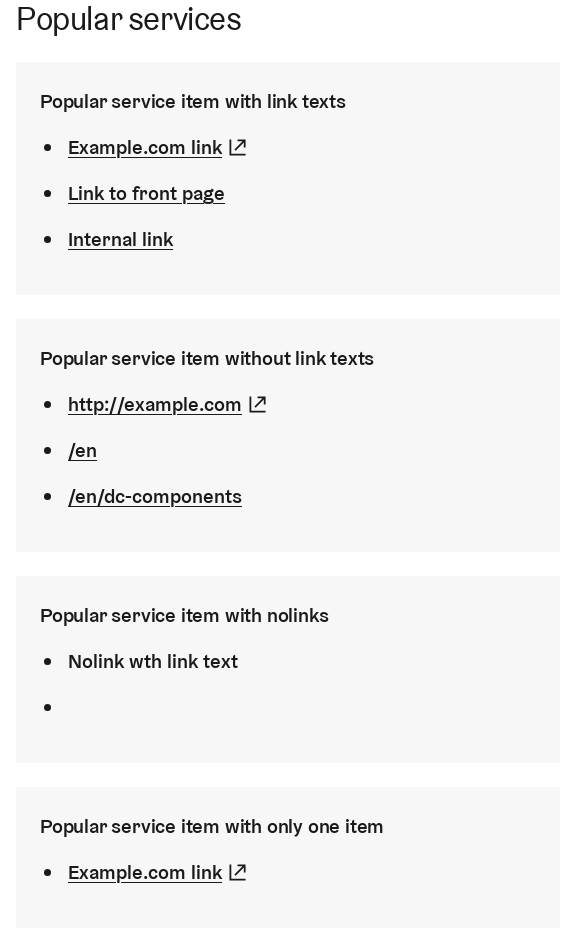 Popular services
Popular service item with link texts
Example.com link
Link to front page
Internal link
Popular service item without link texts
http://example.com
/en
/en/dc-components
Popular service item with nolinks
Nolink wth link text
Popular service item with only one item
Example.com link